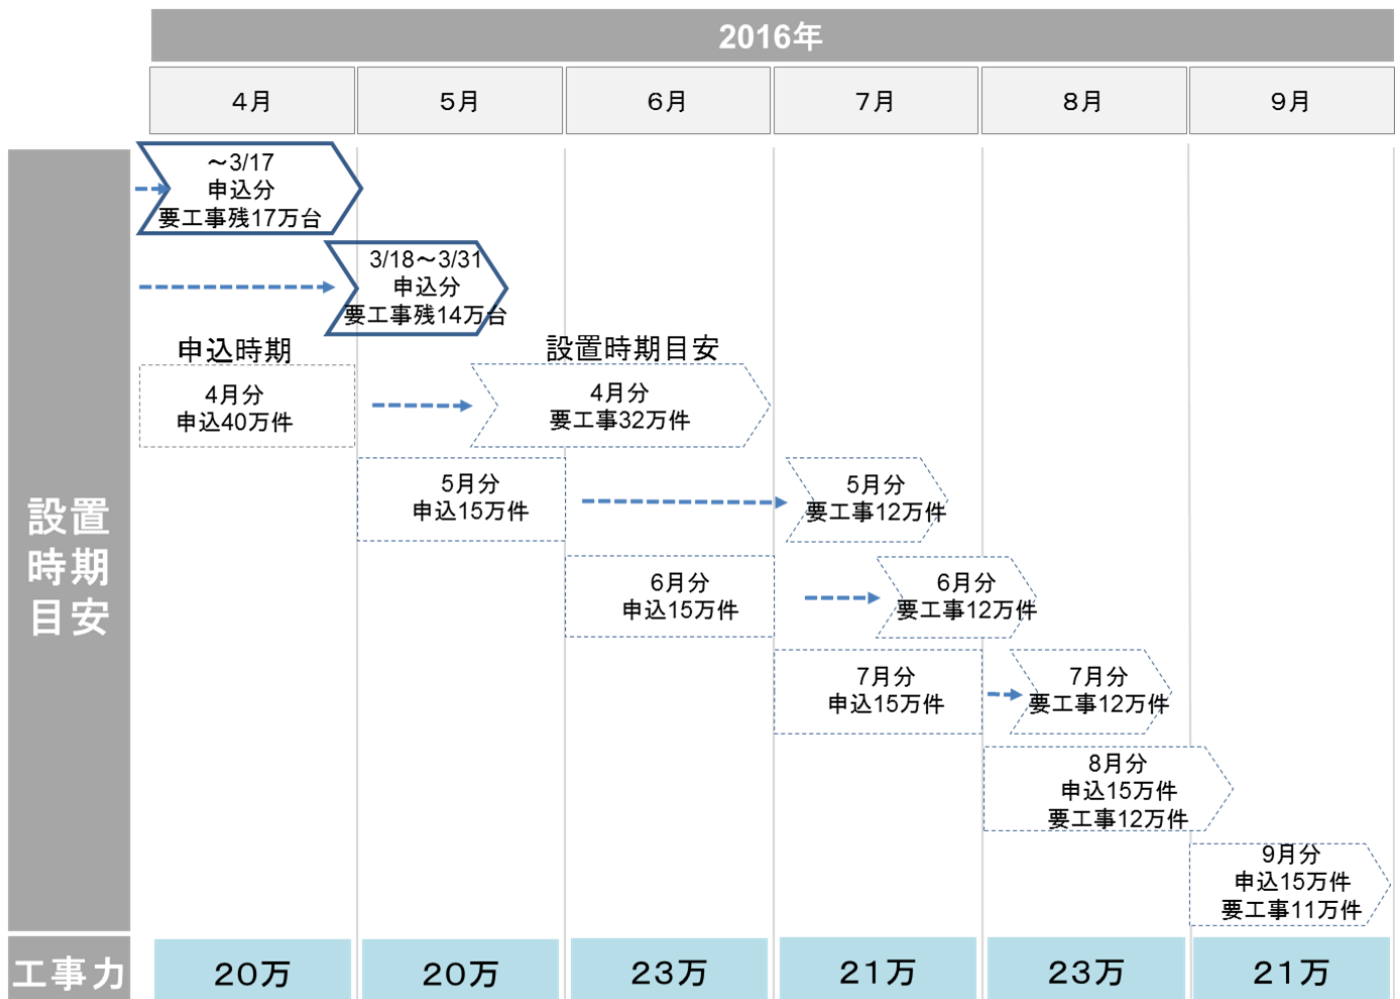 2016年
4月
5月
6月
7月
8月
9月
設置
時期
目安
～3/17
申込分
要工事残17万台
3/18～3/31
申込分
要工事残14万台
申込時期
設置時期目安
4月分
申込40万件
4月分
要工事32万件
5月分
申込15万件
5月分
要工事12万件
6月分
申込15万件
6月分
要工事12万件
7月分
申込15万件
7月分
要工事12万件
8月分
申込15万件
要工事12万件
9月分
申込15万件
要工事11万件
工事力
20万
20万
23万
21万
23万
21万